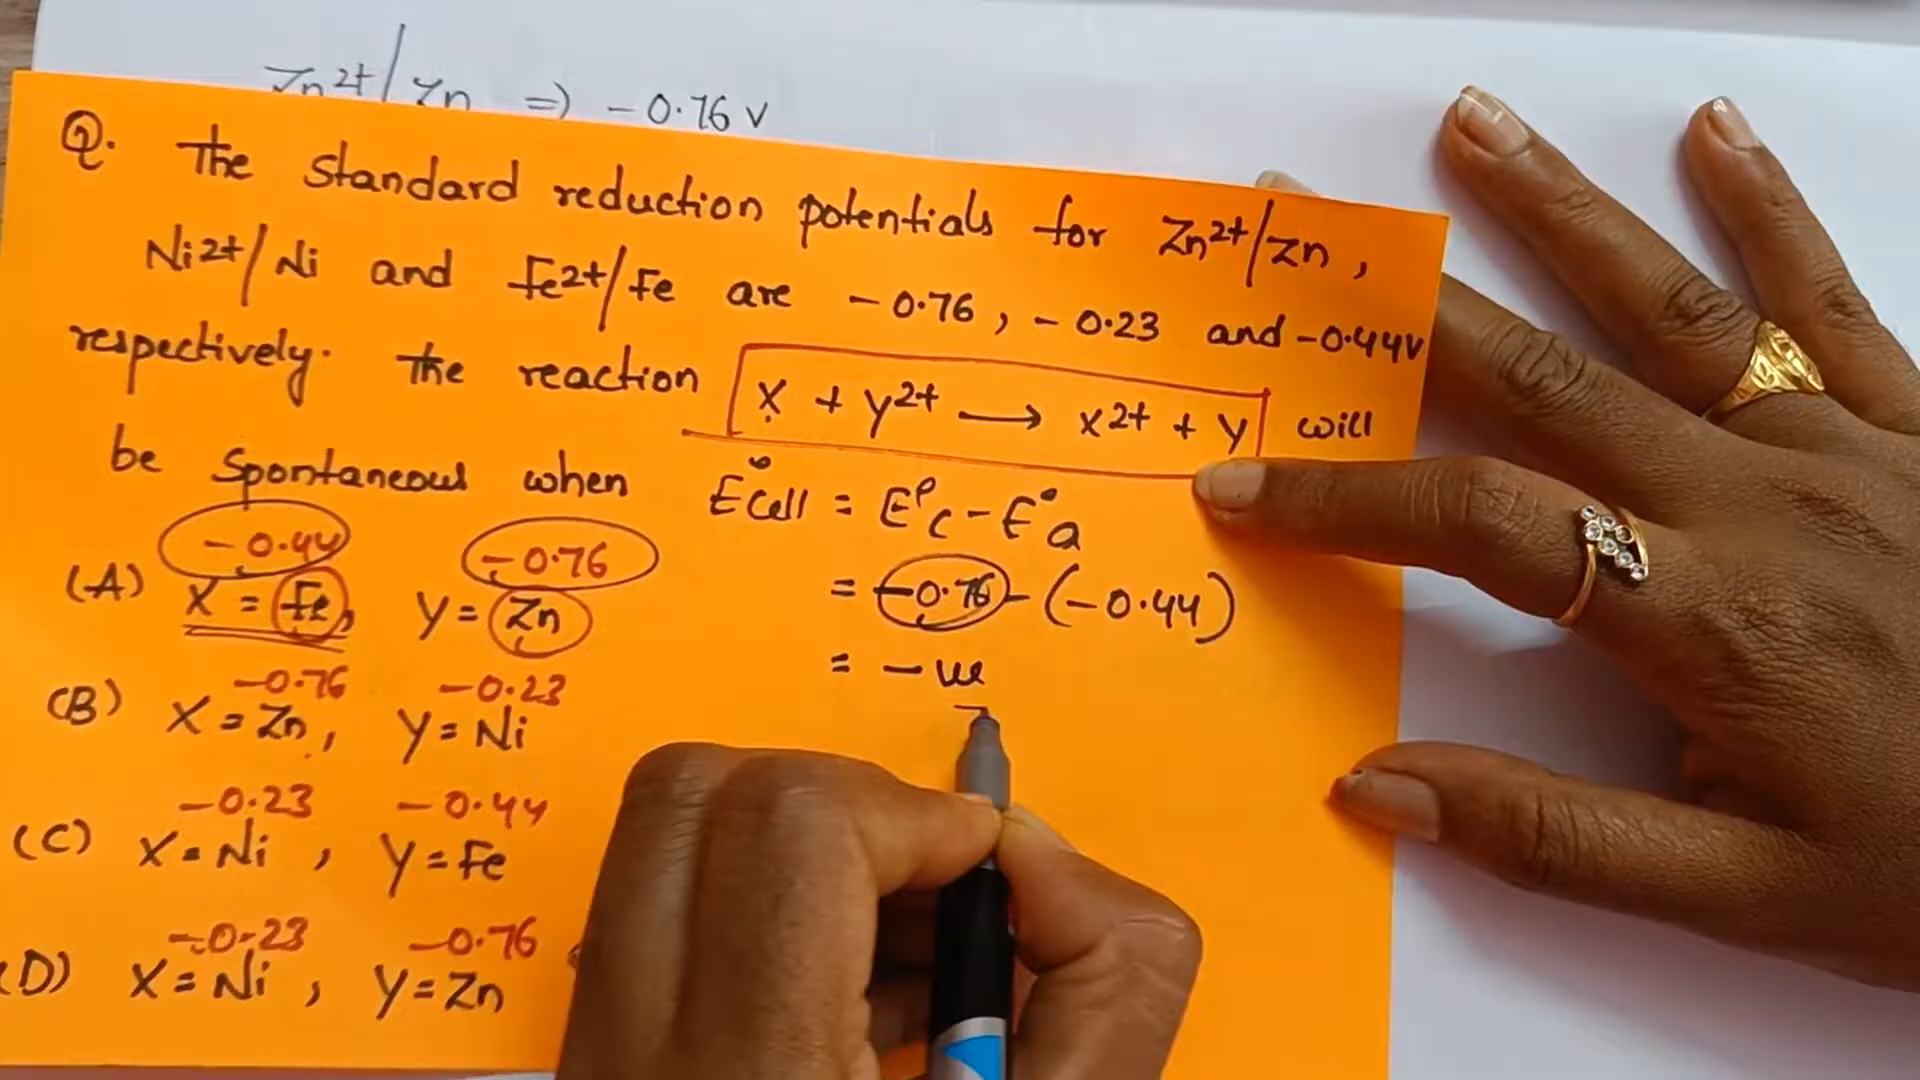 Zn2+/Zn => -0.76 V
Q. The standard reduction potentials for Zn2+/Zn,
Ni2+/Ni and Fe2+/Fe are -0.76, -0.23 and -0.44V
respectively. The reaction X + Y2+ → X2+ + Y will
be spontaneous when
E°cell = E°c - E°a
= -0.76 - (-0.44)
= -ve
-0.44 -0.76
(A) X = Fe, Y = Zn
-0.76 -0.23
(B) X = Zn, Y = Ni
-0.23 -0.44
(C) X = Ni, Y = Fe
-0.23 -0.76
(D) X = Ni, Y = Zn